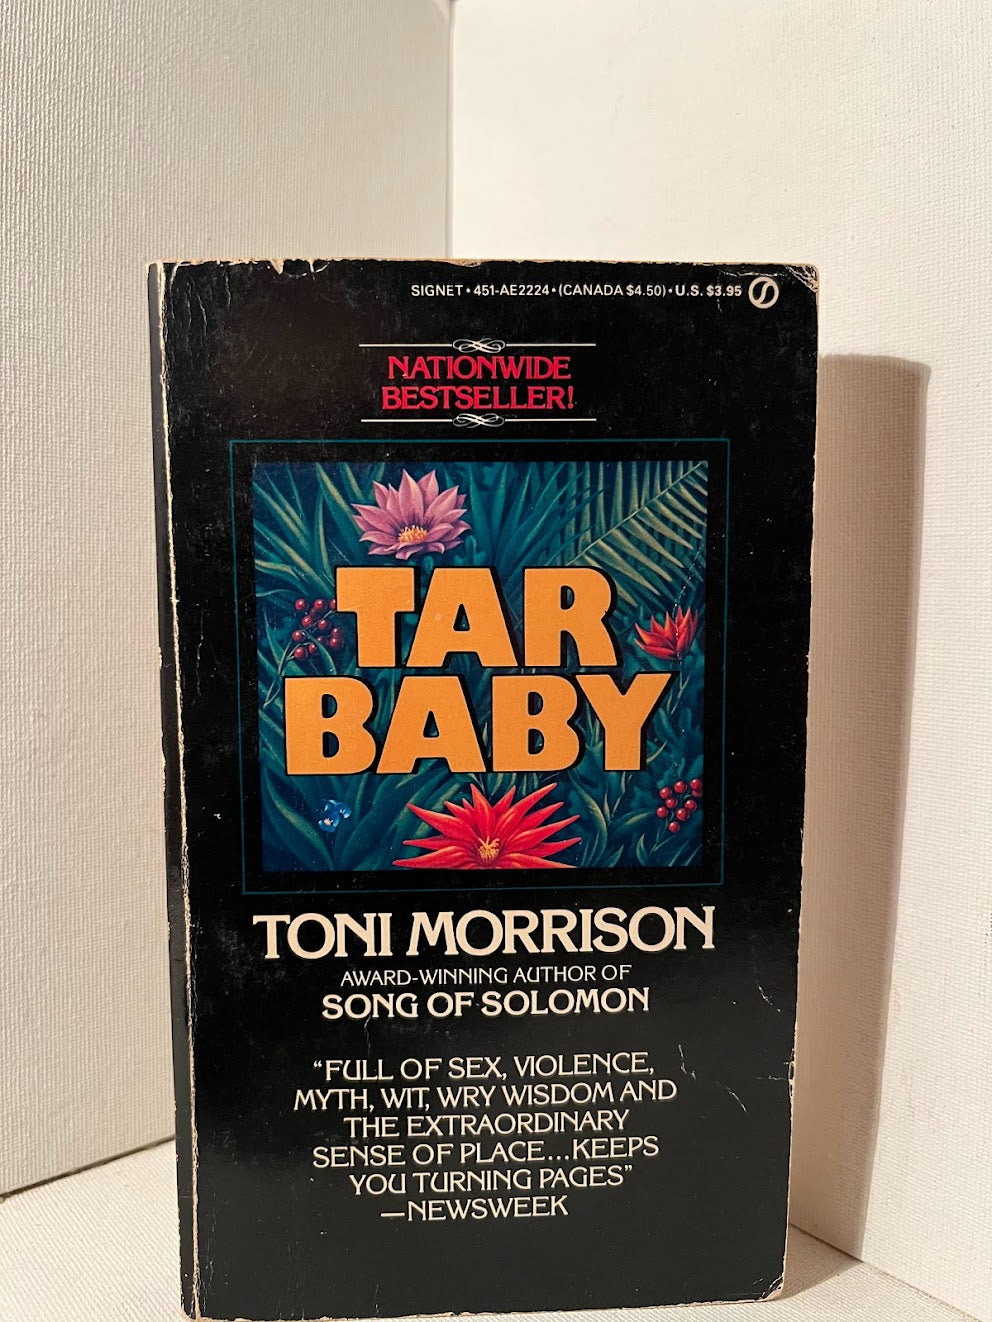 SIGNET • 451-AE2224 • (CANADA $4.50) • U.S. $3.95
NATIONWIDE
BESTSELLER!
TAR
BABY
TONI MORRISON
AWARD-WINNING AUTHOR OF
SONG OF SOLOMON
“FULL OF SEX, VIOLENCE,
MYTH, WIT, WRY WISDOM AND
THE EXTRAORDINARY
SENSE OF PLACE...KEEPS
YOU TURNING PAGES”
—NEWSWEEK